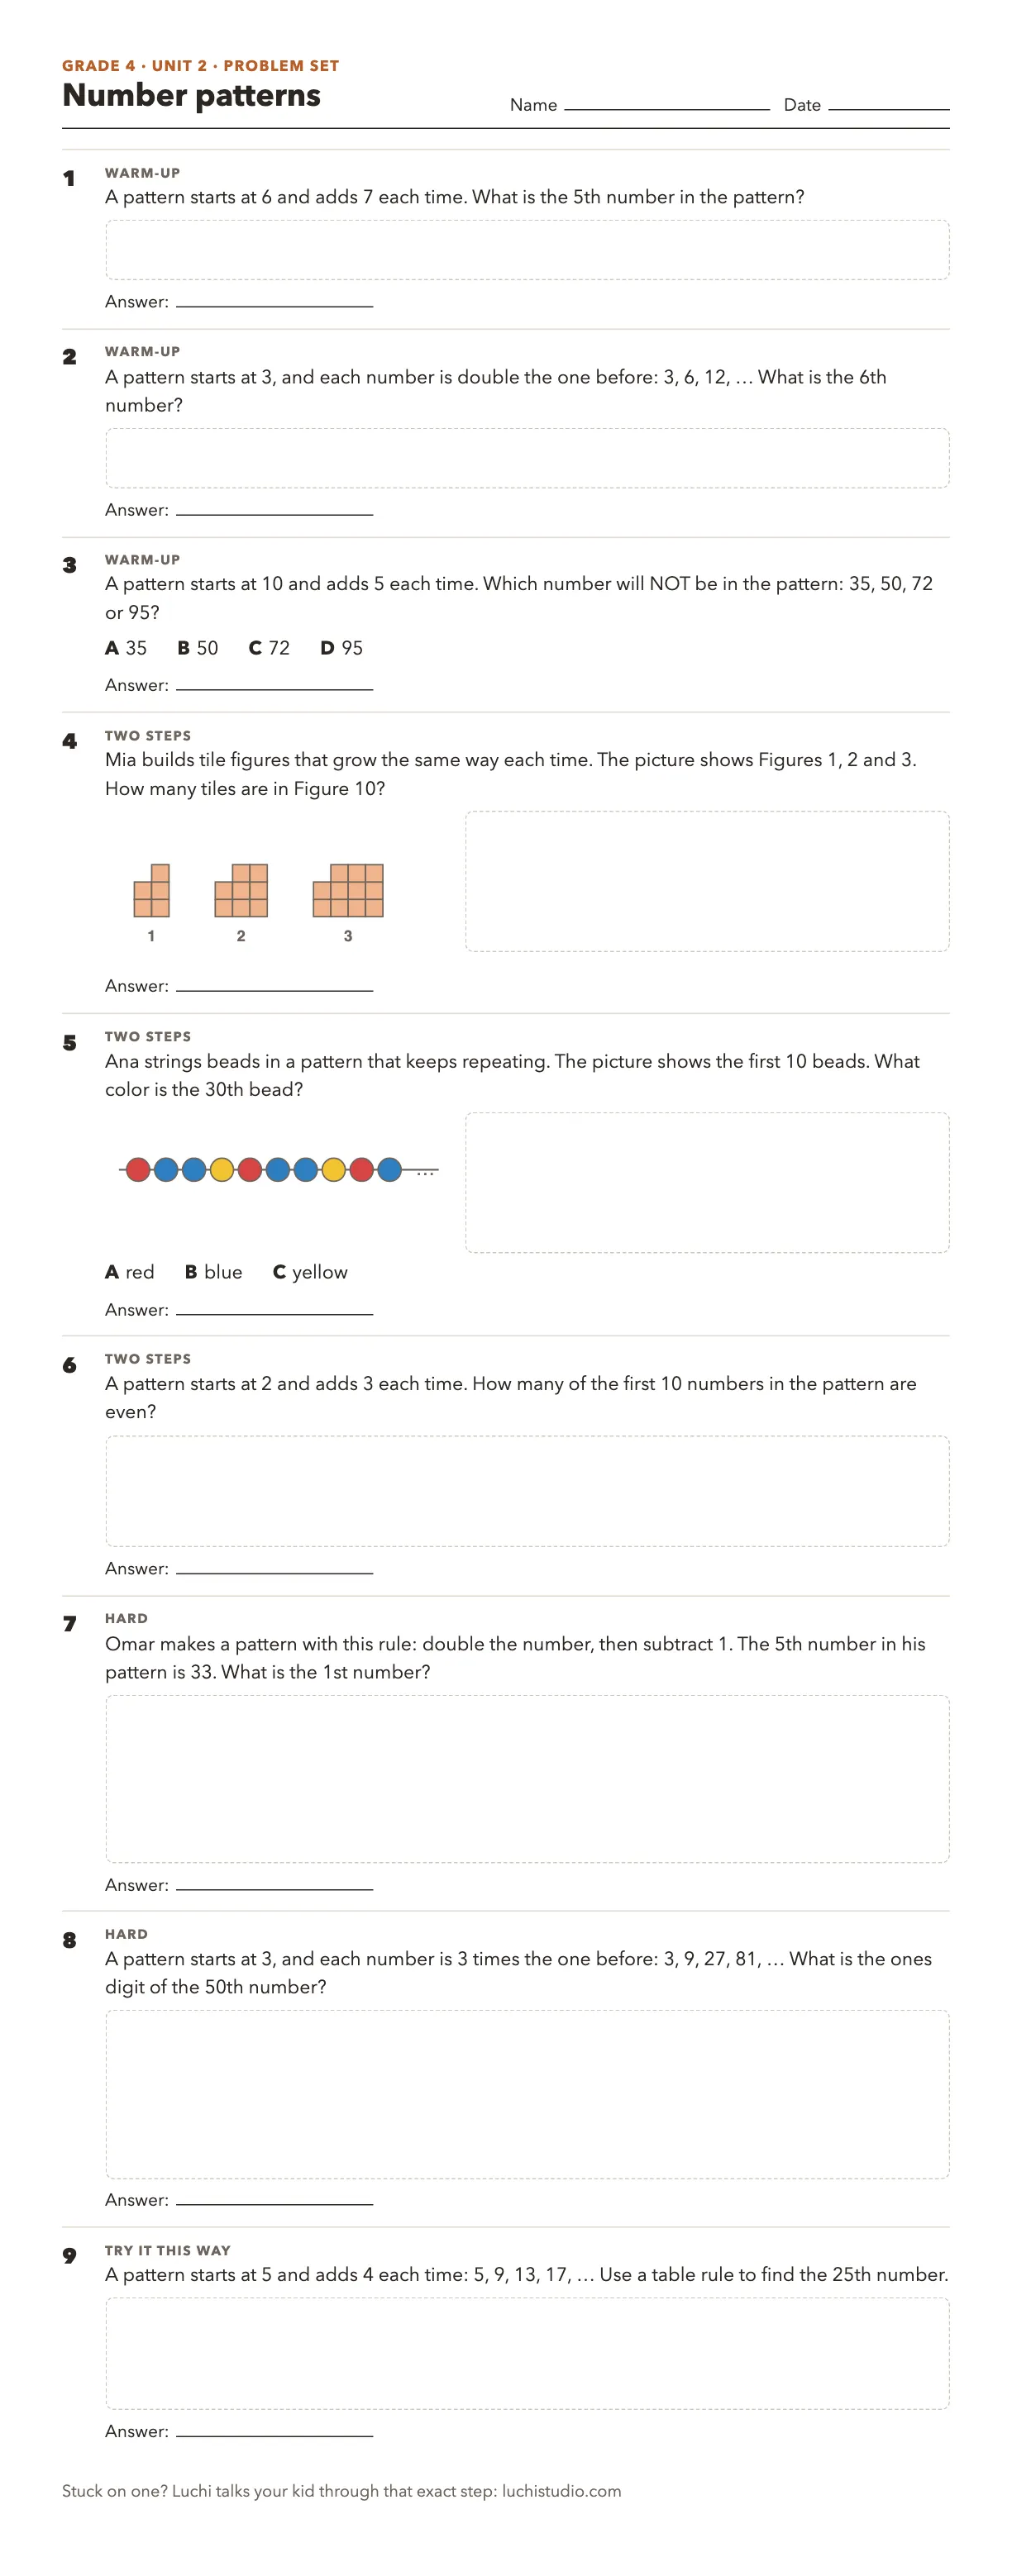 GRADE 4 · UNIT 2 · PROBLEM SET
Number patterns
Name Date
1
WARM-UP
A pattern starts at 6 and adds 7 each time. What is the 5th number in the pattern?
Answer:
2
WARM-UP
A pattern starts at 3, and each number is double the one before: 3, 6, 12, … What is the 6th
number?
Answer:
3
WARM-UP
A pattern starts at 10 and adds 5 each time. Which number will NOT be in the pattern: 35, 50, 72
or 95?
A 35 B 50 C 72 D 95
Answer:
4
TWO STEPS
Mia builds tile figures that grow the same way each time. The picture shows Figures 1, 2 and 3.
How many tiles are in Figure 10?
1 2 3
Answer:
5
TWO STEPS
Ana strings beads in a pattern that keeps repeating. The picture shows the first 10 beads. What
color is the 30th bead?
...
A red B blue C yellow
Answer:
6
TWO STEPS
A pattern starts at 2 and adds 3 each time. How many of the first 10 numbers in the pattern are
even?
Answer:
7
HARD
Omar makes a pattern with this rule: double the number, then subtract 1. The 5th number in his
pattern is 33. What is the 1st number?
Answer:
8
HARD
A pattern starts at 3, and each number is 3 times the one before: 3, 9, 27, 81, … What is the ones
digit of the 50th number?
Answer:
9
TRY IT THIS WAY
A pattern starts at 5 and adds 4 each time: 5, 9, 13, 17, … Use a table rule to find the 25th number.
Answer:
Stuck on one? Luchi talks your kid through that exact step: luchistudio.com